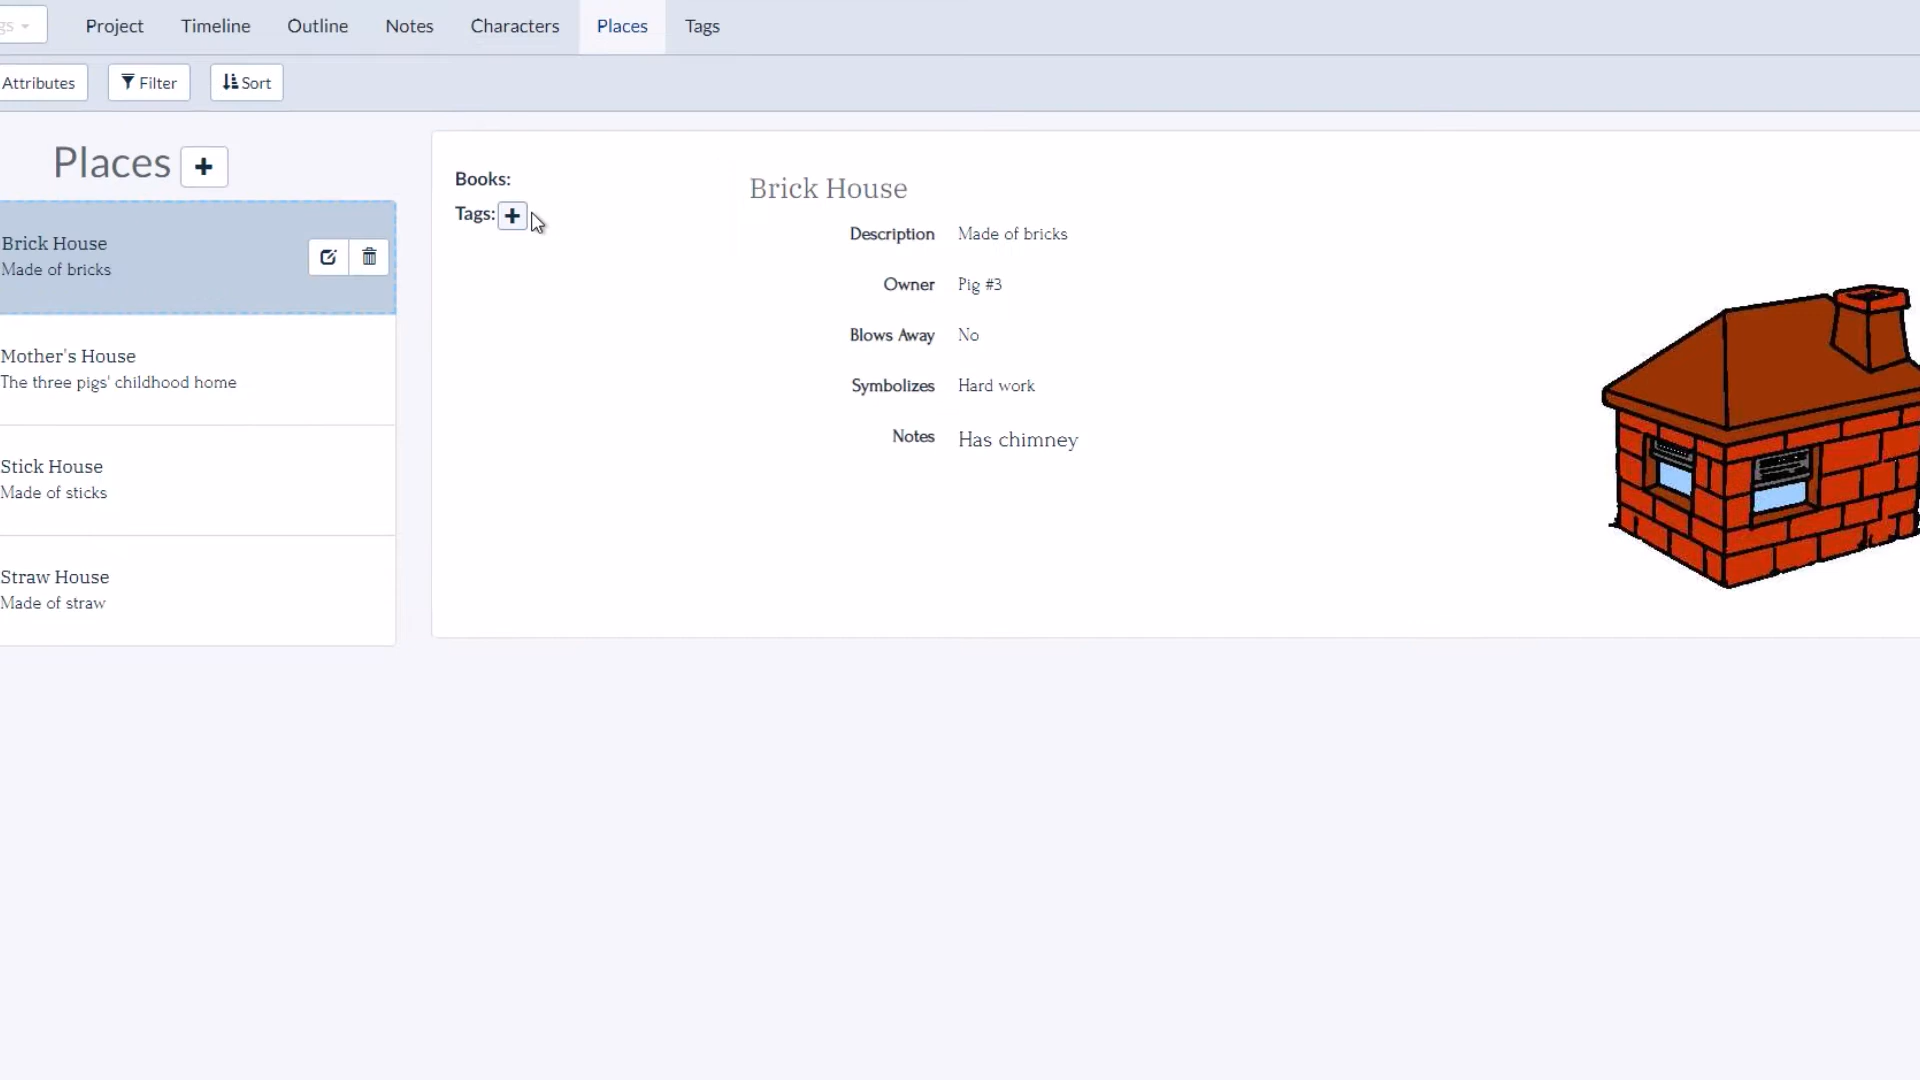 gs
Project
Timeline
Outline
Notes
Characters
Places
Tags
Attributes
Filter
Sort
Places
Brick House
Made of bricks
Mother's House
The three pigs' childhood home
Stick House
Made of sticks
Straw House
Made of straw
Books:
Tags:
Brick House
Description Made of bricks
Owner Pig #3
Blows Away No
Symbolizes Hard work
Notes Has chimney